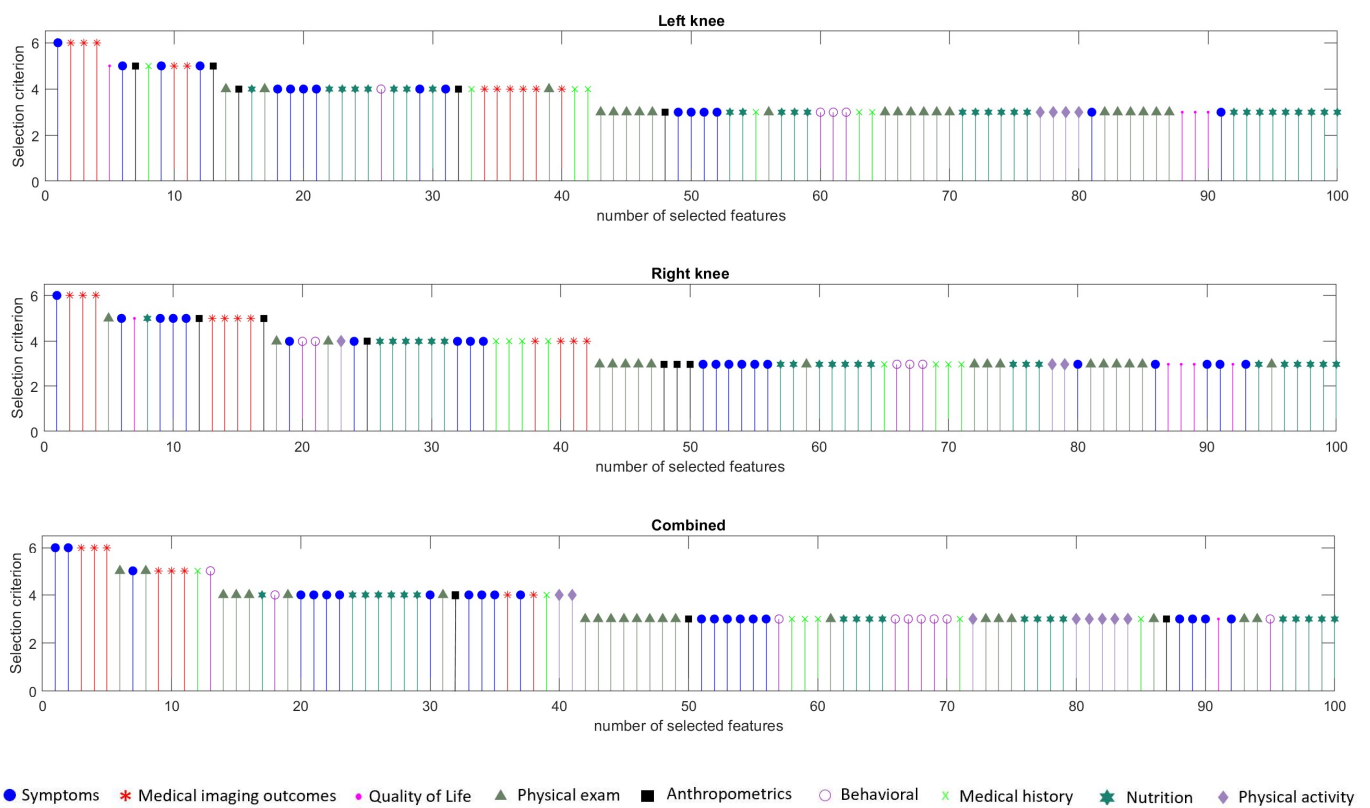 Left knee
Selection criterion
6
4
2
0
0 10 20 30 40 50 60 70 80 90 100
number of selected features
Right knee
Selection criterion
6
4
2
0
0 10 20 30 40 50 60 70 80 90 100
number of selected features
Combined
Selection criterion
6
4
2
0
0 10 20 30 40 50 60 70 80 90 100
number of selected features
Symptoms Medical imaging outcomes Quality of Life Physical exam Anthropometrics Behavioral Medical history Nutrition Physical activity